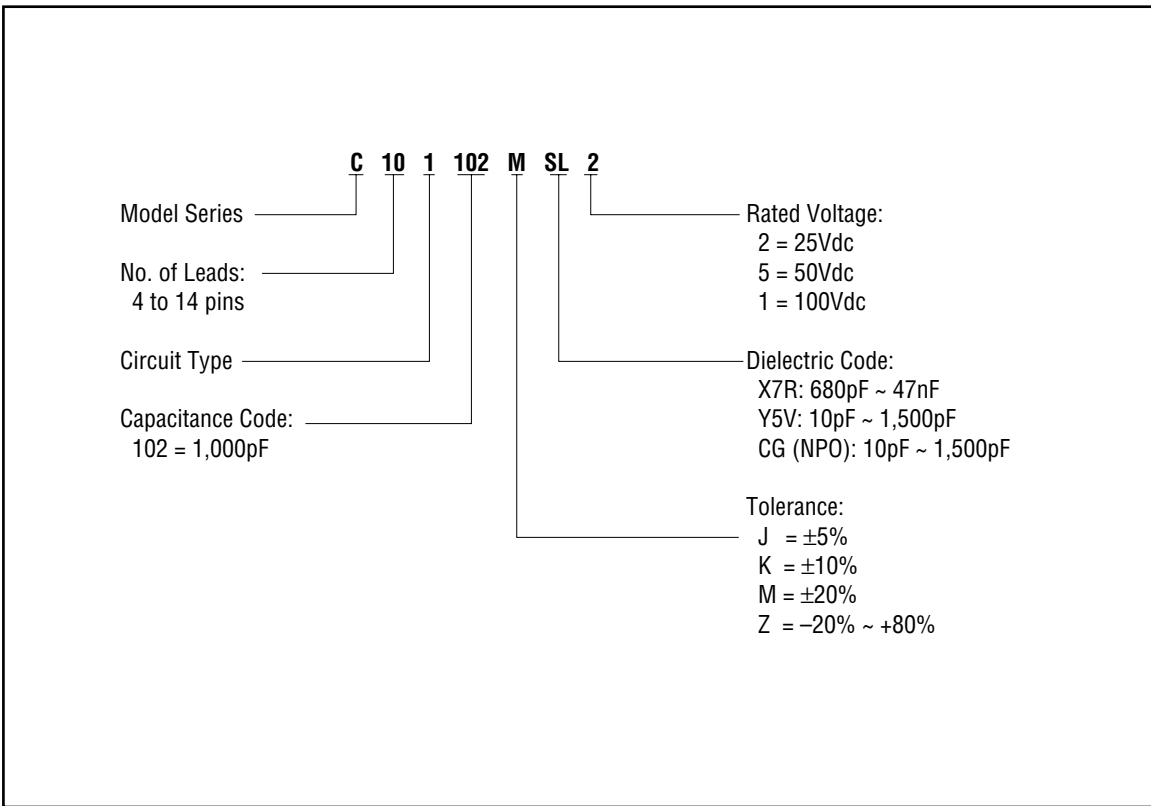 C 10 1 102 M SL 2
Model Series
No. of Leads:
4 to 14 pins
Circuit Type
Capacitance Code:
102 = 1,000pF
Rated Voltage:
2 = 25Vdc
5 = 50Vdc
1 = 100Vdc
Dielectric Code:
X7R: 680pF ~ 47nF
Y5V: 10pF ~ 1,500pF
CG (NPO): 10pF ~ 1,500pF
Tolerance:
J = ±5%
K = ±10%
M = ±20%
Z = –20% ~ +80%